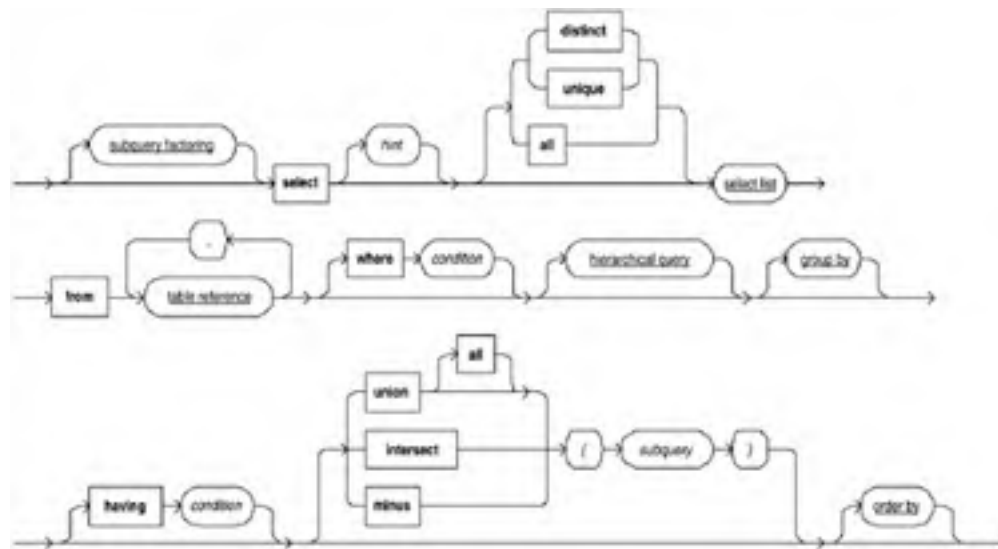 distinct
unique
all
subquery factoring
select
hint
select list
from
,
table reference
where
condition
hierarchical query
group by
having
condition
union
all
intersect
minus
(
subquery
)
order by